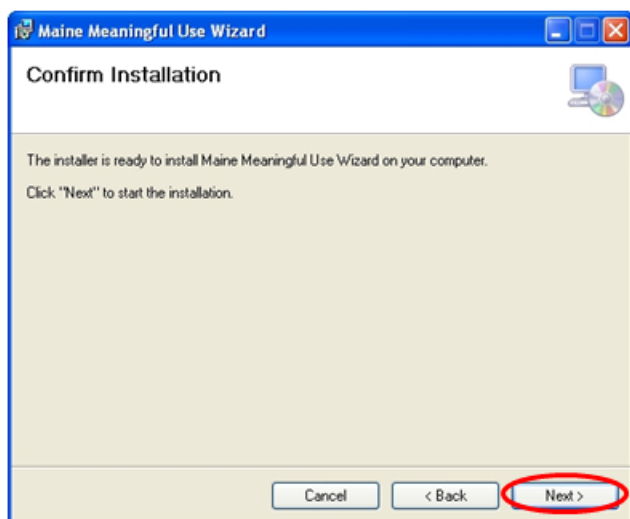 Maine Meaningful Use Wizard
Confirm Installation
The installer is ready to install Maine Meaningful Use Wizard on your computer.
Click "Next" to start the installation.
Cancel
< Back
Next >